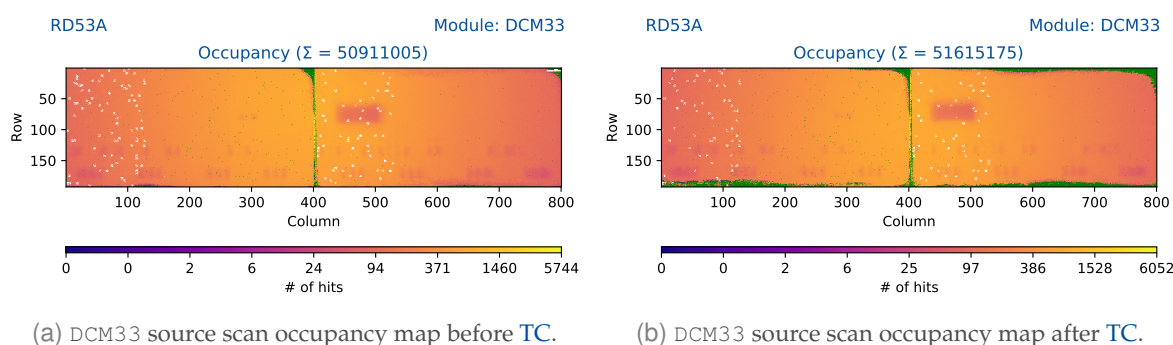 RD53A Module: DCM33
Occupancy (Σ = 50911005)
Row
50
100
150
100 200 300 400 500 600 700 800
Column
0 0 2 6 24 94 371 1460 5744
# of hits
(a) DCM33 source scan occupancy map before TC.
RD53A Module: DCM33
Occupancy (Σ = 51615175)
Row
50
100
150
100 200 300 400 500 600 700 800
Column
0 0 2 6 25 97 386 1528 6052
# of hits
(b) DCM33 source scan occupancy map after TC.